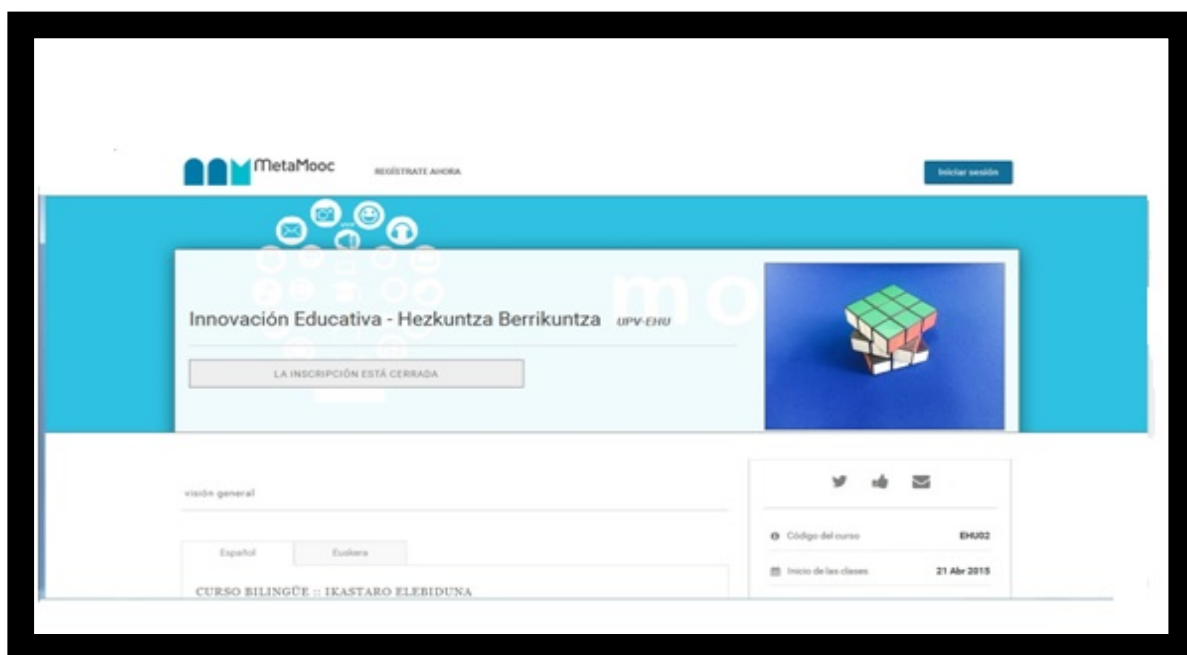 MetaMooc
REGÍSTRATE AHORA
Iniciar sesión
mo
Innovación Educativa - Hezkuntza Berrikuntza UPV-EHU
LA INSCRIPCIÓN ESTÁ CERRADA
visión general
Español Euskera
CURSO BILINGÜE :: IKASTARO ELEBIDUNA
Código del curso EHU02
Inicio de las clases 21 Abr 2015